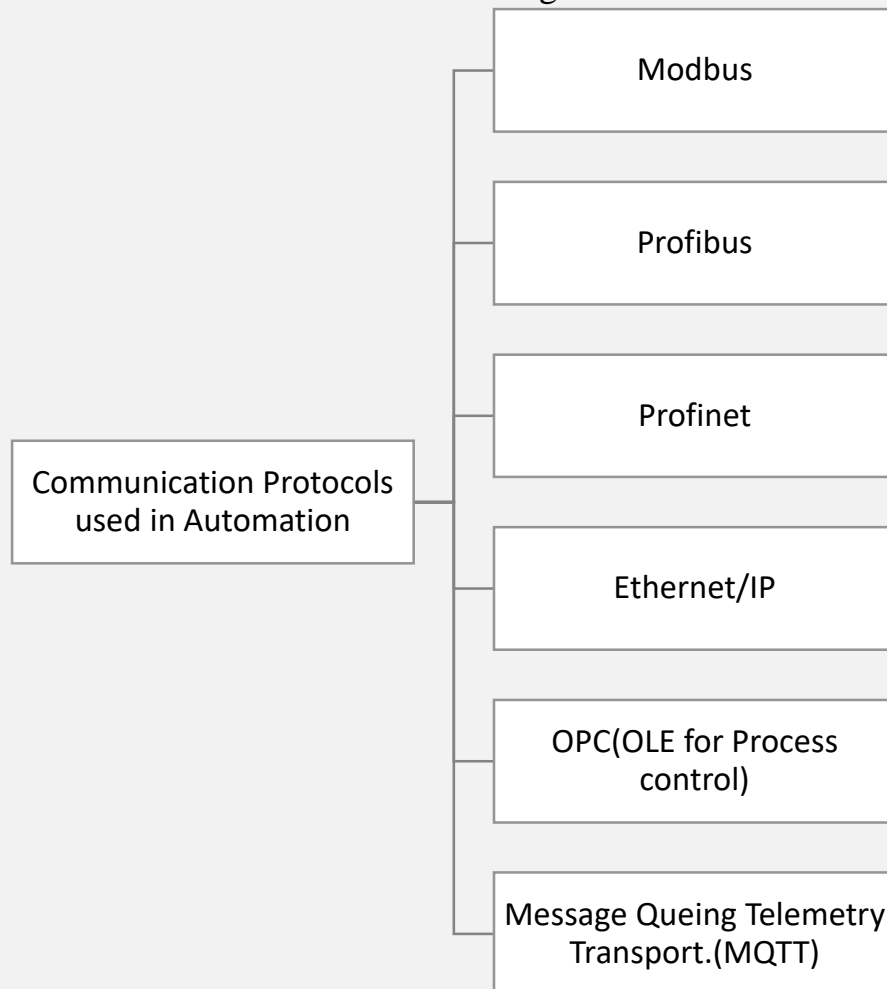 Communication Protocols
used in Automation
Modbus
Profibus
Profinet
Ethernet/IP
OPC(OLE for Process
control)
Message Queing Telemetry
Transport.(MQTT)